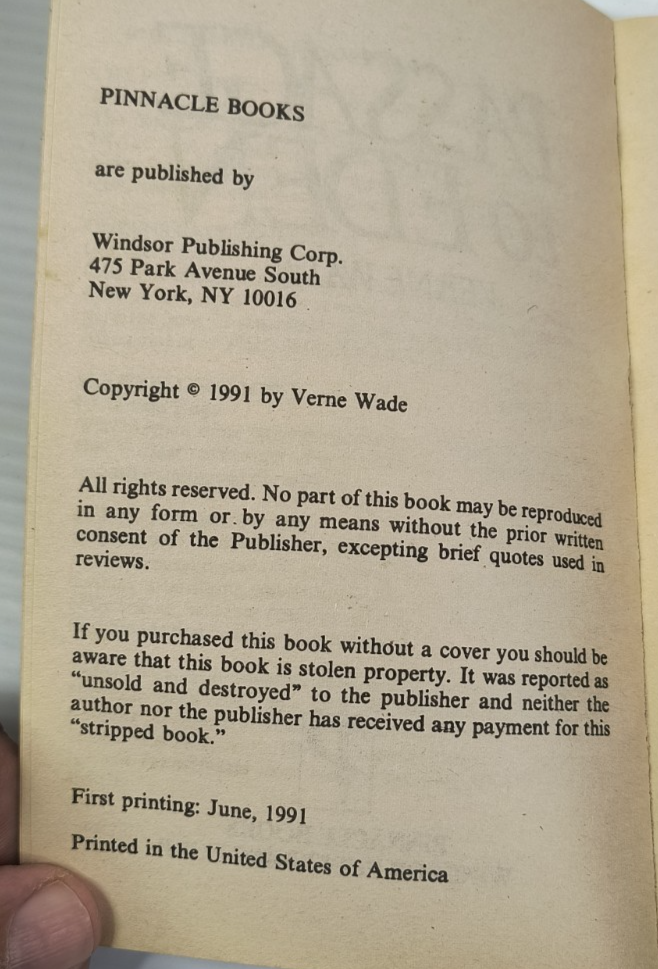 PINNACLE BOOKS
are published by
Windsor Publishing Corp.
475 Park Avenue South
New York, NY 10016
Copyright © 1991 by Verne Wade
All rights reserved. No part of this book may be reproduced
in any form or by any means without the prior written
consent of the Publisher, excepting brief quotes used in
reviews.
If you purchased this book without a cover you should be
aware that this book is stolen property. It was reported as
“unsold and destroyed” to the publisher and neither the
author nor the publisher has received any payment for this
“stripped book.”
First printing: June, 1991
Printed in the United States of America